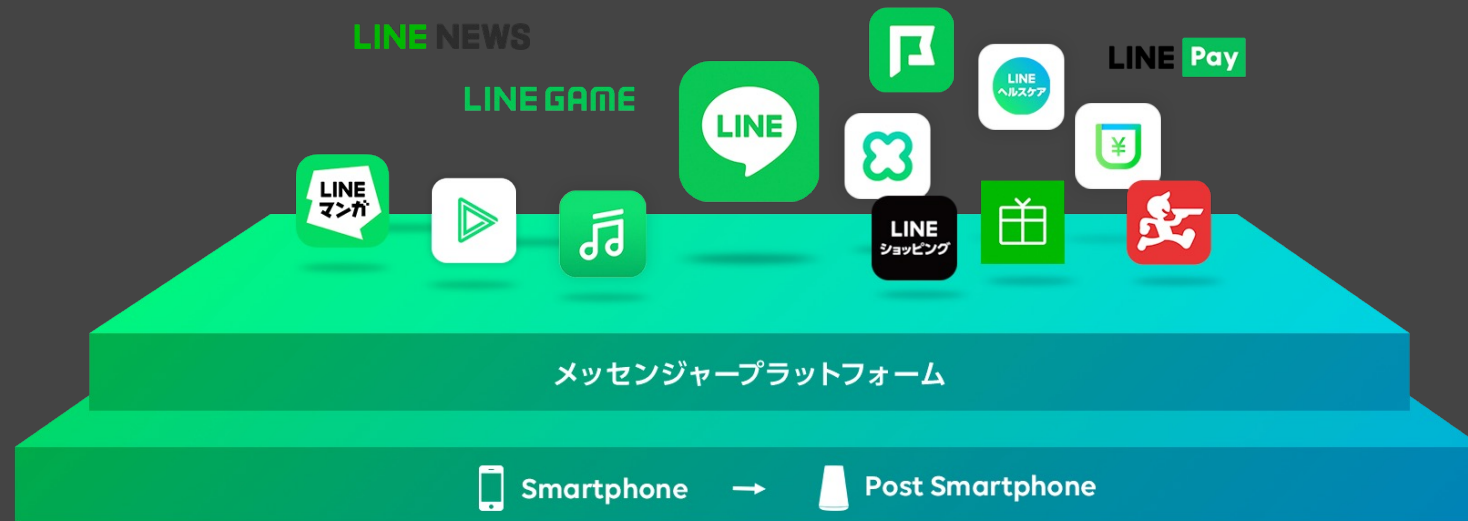 LINE NEWS
LINE GAME
LINE
LINE
ヘルスケア
LINE Pay
¥
LINE
マンガ
LINE
ショッピング
メッセンジャープラットフォーム
Smartphone → Post Smartphone